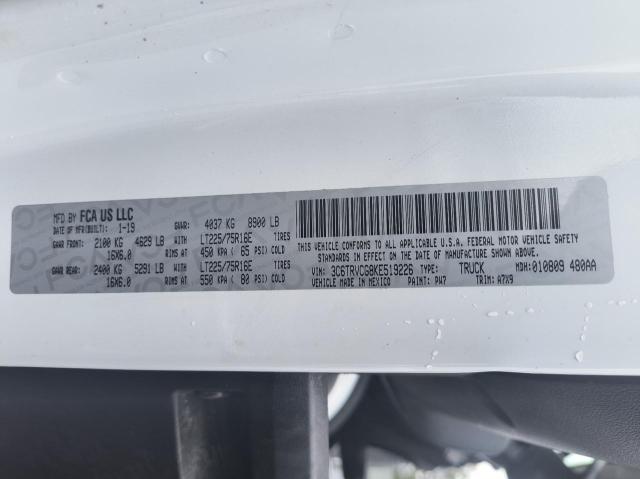 MFD BY FCA US LLC
DATE OF MFR(BUILT): 1-19
GVWR: 4037 KG 8900 LB
GAWR FRONT: 2100 KG 4629 LB WITH LT225/75R16E TIRES
16X6.0 RIMS AT 450 KPA ( 65 PSI) COLD
GAWR REAR: 2400 KG 5291 LB WITH LT225/75R16E TIRES
16X6.0 RIMS AT 550 KPA ( 80 PSI) COLD
THIS VEHICLE CONFORMS TO ALL APPLICABLE U.S.A. FEDERAL MOTOR VEHICLE SAFETY
STANDARDS IN EFFECT ON THE DATE OF MANUFACTURE SHOWN ABOVE.
VIN: 3C6TRVCG8KE519226 TYPE: TRUCK MDH:010809 480AA
VEHICLE MADE IN MEXICO PAINT: PW7 TRIM: A7X9